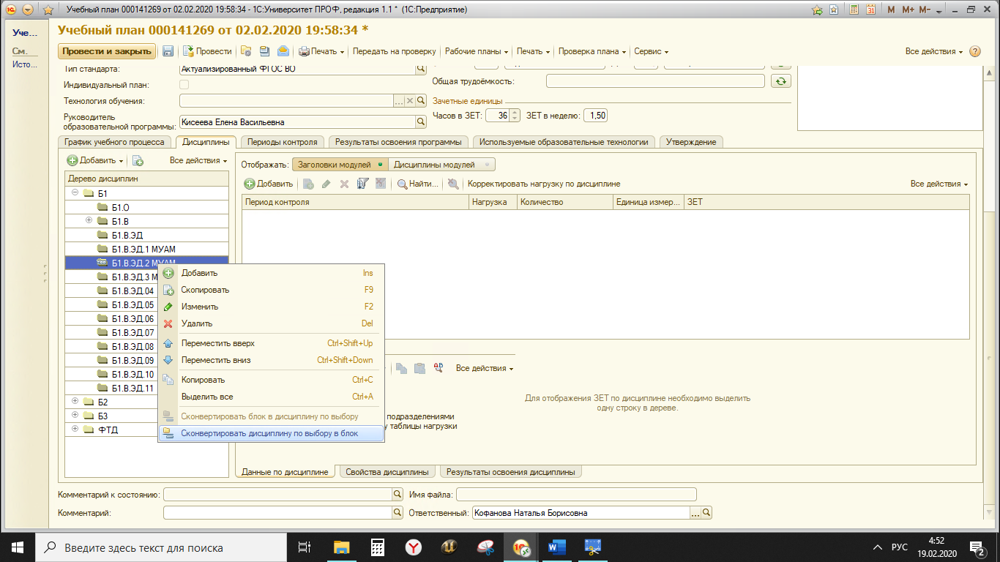 Учебный план 000141269 от 02.02.2020 19:58:34 - 1С:Университет ПРОФ, редакция 1.1 * (1С:Предприятие)
M M+ M-
Уче...
См.
Исто...
Учебный план 000141269 от 02.02.2020 19:58:34 *
Провести и закрыть Провести Печать Передать на проверку Рабочие планы Печать Проверка плана Сервис Все действия
Тип стандарта: Актуализированный ФГОС ВО
Общая трудоёмкость:
Индивидуальный план:
Технология обучения: ...
Зачетные единицы
Часов в ЗЕТ: 36 ЗЕТ в неделю: 1,50
Руководитель
образовательной программы: Кисеева Елена Васильевна
График учебного процесса Дисциплины Периоды контроля Результаты освоения программы Используемые образовательные технологии Утверждение
Добавить Все действия
Отображать: Заголовки модулей Дисциплины модулей
Добавить Найти... Корректировать нагрузку по дисциплине Все действия
Дерево дисциплин
Период контроля Нагрузка Количество Единица измер... ЗЕТ
Б1
Б1.О
Б1.В
Б1.В.ЭД
Б1.В.ЭД.1 МУАМ
Б1.В.ЭД.2 МУАМ
Б1.В.ЭД.3 М
Б1.В.ЭД.04
Б1.В.ЭД.05
Б1.В.ЭД.06
Б1.В.ЭД.07
Б1.В.ЭД.08
Б1.В.ЭД.09
Б1.В.ЭД.10
Б1.В.ЭД.11
Б2
Б3
ФТД
Добавить Ins
Скопировать F9
Изменить F2
Удалить Del
Переместить вверх Ctrl+Shift+Up
Переместить вниз Ctrl+Shift+Down
Копировать Ctrl+C
Выделить все Ctrl+A
Сконвертировать блок в дисциплину по выбору
Сконвертировать дисциплину по выбору в блок
Все действия
подразделениями
у таблицы нагрузки
Для отображения ЗЕТ по дисциплине необходимо выделить
одну строку в дереве.
Данные по дисциплине Свойства дисциплины Результаты освоения дисциплины
Комментарий к состоянию: Имя файла:
Комментарий: Ответственный: Кофанова Наталья Борисовна ...
Введите здесь текст для поиска
РУС
4:52
19.02.2020
2